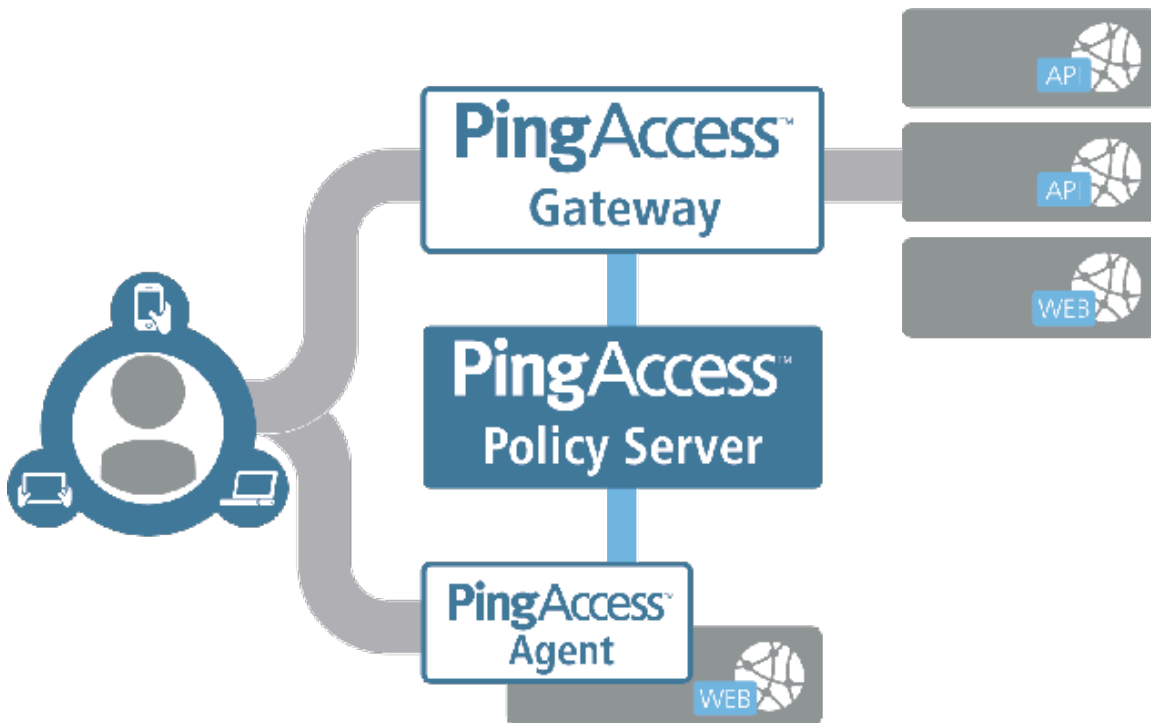 PingAccess™
Gateway
API
API
WEB
PingAccess™
Policy Server
PingAccess™
Agent
WEB